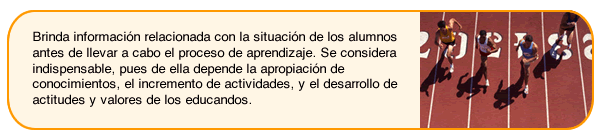 Brinda información relacionada con la situación de los alumnos
antes de llevar a cabo el proceso de aprendizaje. Se considera
indispensable, pues de ella depende la apropiación de
conocimientos, el incremento de actividades, y el desarrollo de
actitudes y valores de los educandos.